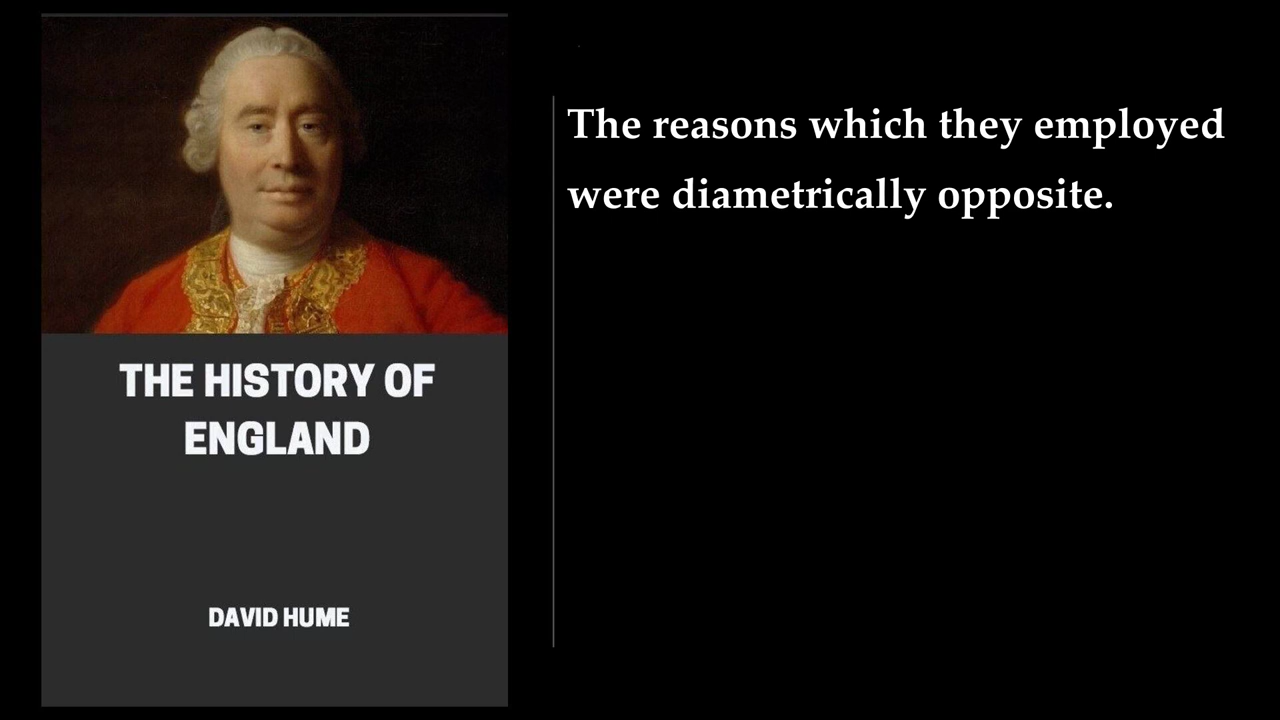 THE HISTORY OF
ENGLAND
DAVID HUME
The reasons which they employed
were diametrically opposite.